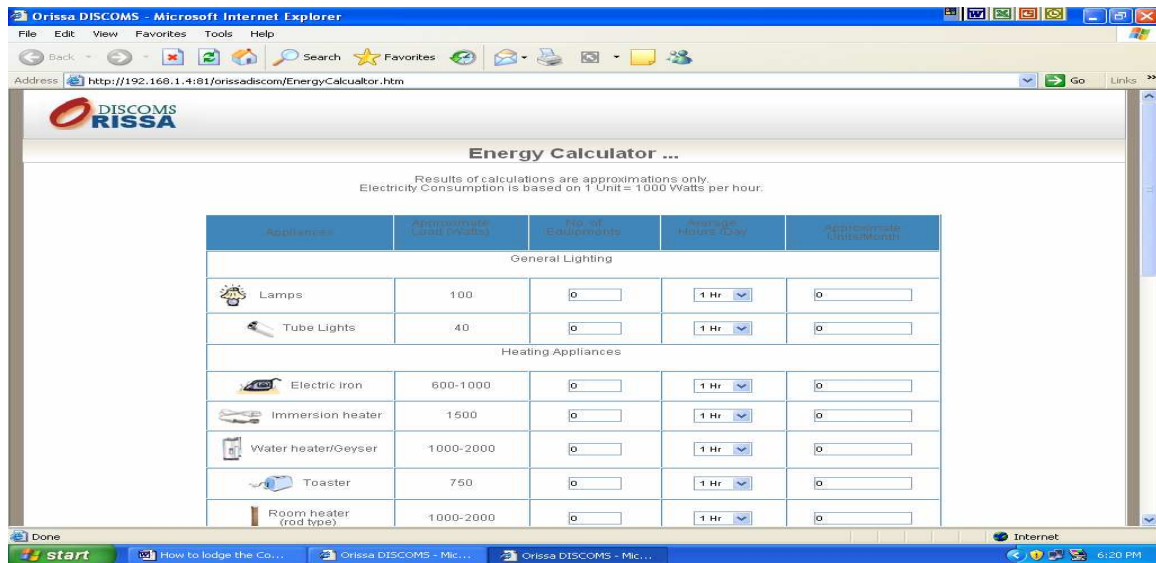 Orissa DISCOMS - Microsoft Internet Explorer
File Edit View Favorites Tools Help
Back Search Favorites
Address http://192.168.1.4:81/orissadiscom/EnergyCalcualtor.htm Go Links »
DISCOMS
ORISSA
Energy Calculator ...
Results of calculations are approximations only.
Electricity Consumption is based on 1 Unit= 1000 Watts per hour.
Appliances Approximate Load (Watts) No. of Equipments Average Hours /Day Approximate Units/Month
General Lighting
Lamps 100 0 1 Hr 0
Tube Lights 40 0 1 Hr 0
Heating Appliances
Electric iron 600-1000 0 1 Hr 0
Immersion heater 1500 0 1 Hr 0
Water heater/Geyser 1000-2000 0 1 Hr 0
Toaster 750 0 1 Hr 0
Room heater (rod type) 1000-2000 0 1 Hr 0
Done Internet
start How to lodge the Co... Orissa DISCOMS - Mic... Orissa DISCOMS - Mic... 6:20 PM